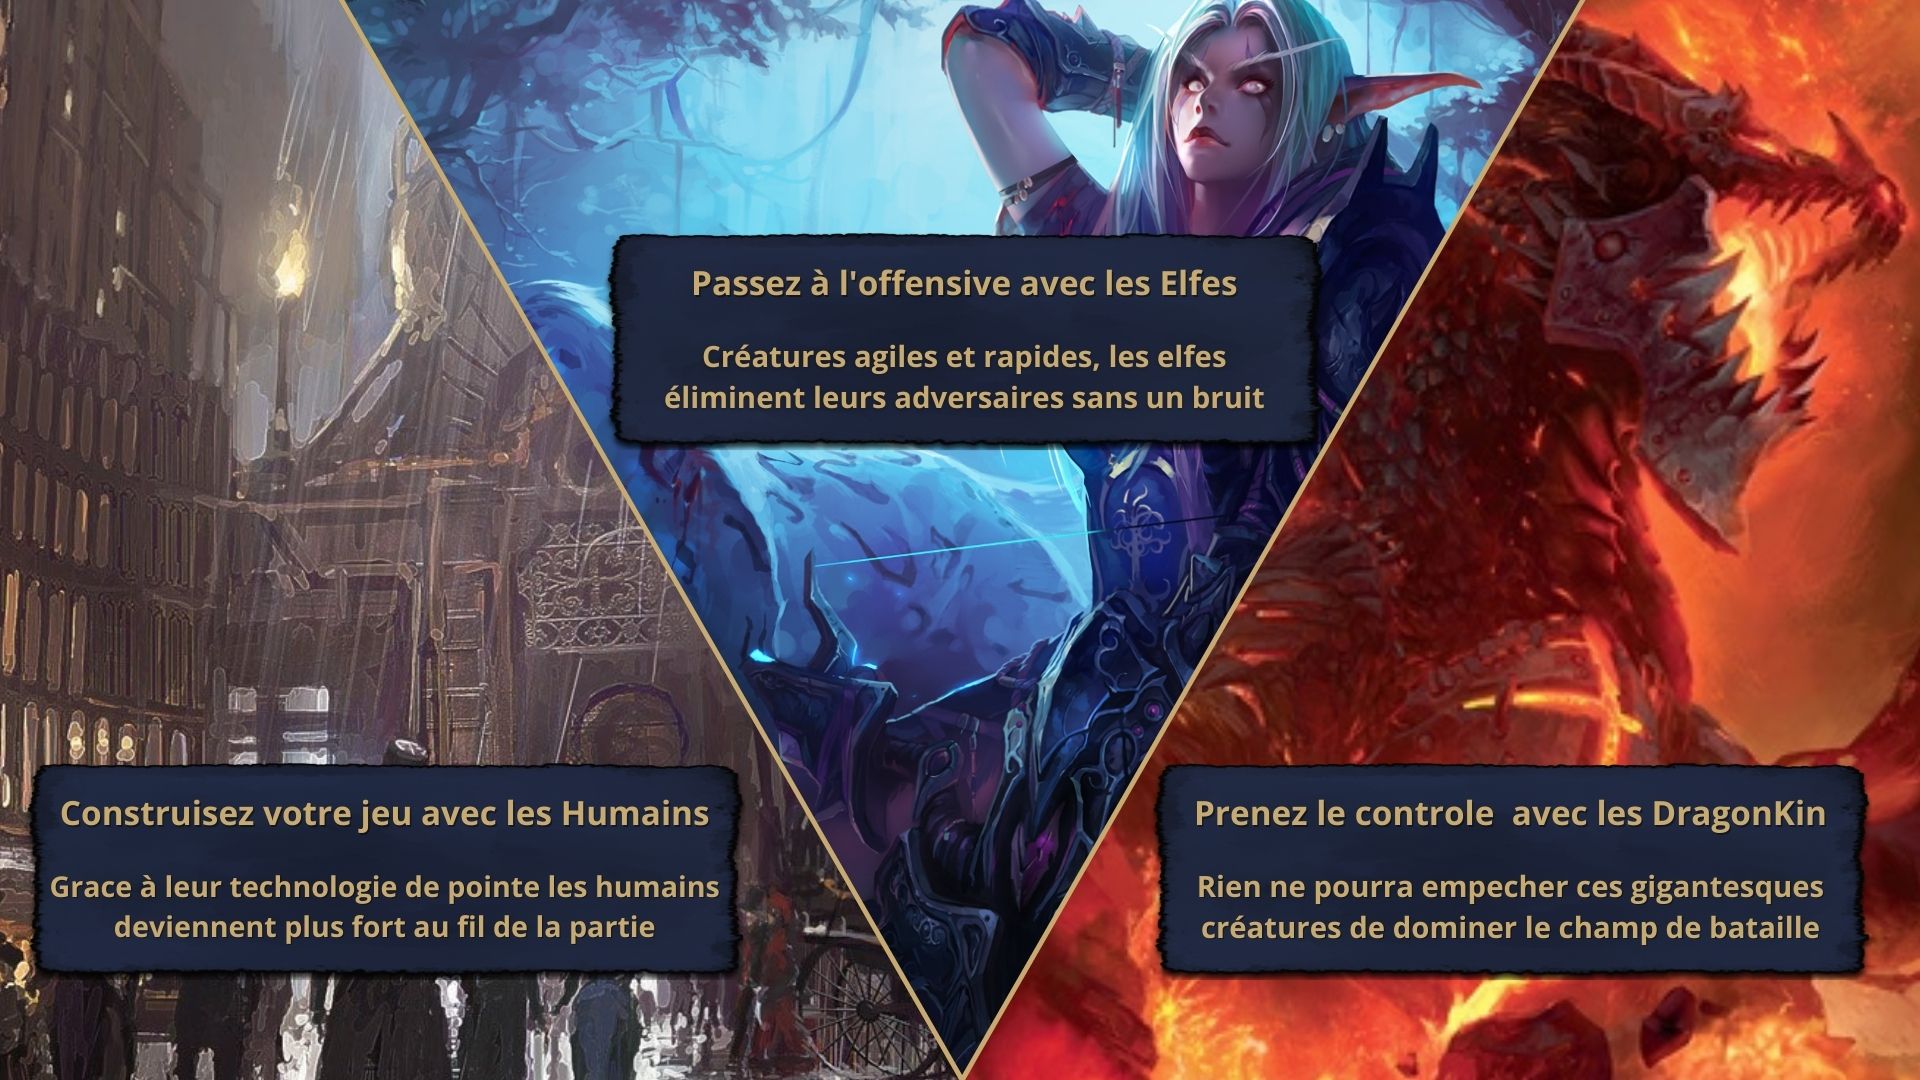 Passez à l'offensive avec les Elfes
Créatures agiles et rapides, les elfes
éliminent leurs adversaires sans un bruit
Construisez votre jeu avec les Humains
Grace à leur technologie de pointe les humains
deviennent plus fort au fil de la partie
Prenez le controle  avec les DragonKin
Rien ne pourra empecher ces gigantesques
créatures de dominer le champ de bataille